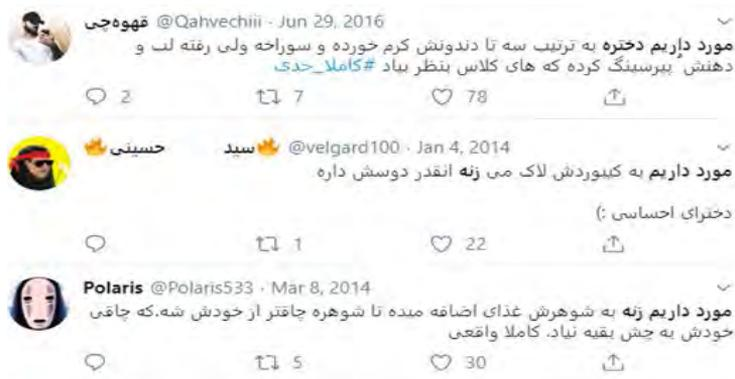 قهوه‌چی @Qahvechiii · Jun 29, 2016
مورد داریم دختره به ترتیب سه تا دندونش کرم خورده و سوراخه ولی رفته لب و
دهنش پیرسینگ کرده که های کلاس بنظر بیاد #کاملا_جدی
2 7 78
سید🔥 حسینی🔥 @velgard100 · Jan 4, 2014
مورد داریم به کیبوردش لاک می زنه انقدر دوسش داره
دخترای احساسی :)
1 22
Polaris @Polaris533 · Mar 8, 2014
مورد داریم زنه به شوهرش غذای اضافه میده تا شوهره چاقتر از خودش شه.که چاقی
خودش به چش بقیه نیاد. کاملا واقعی
5 30